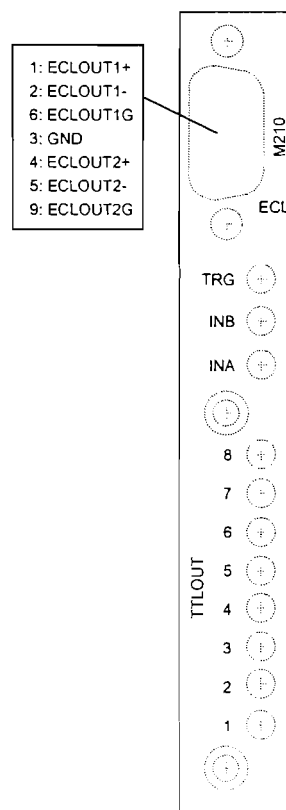 1: ECLOUT1+
2: ECLOUT1-
6: ECLOUT1G
3: GND
4: ECLOUT2+
5: ECLOUT2-
9: ECLOUT2G
M210
ECL
TRG
INB
INA
8
7
6
5
TTLOUT
4
3
2
1